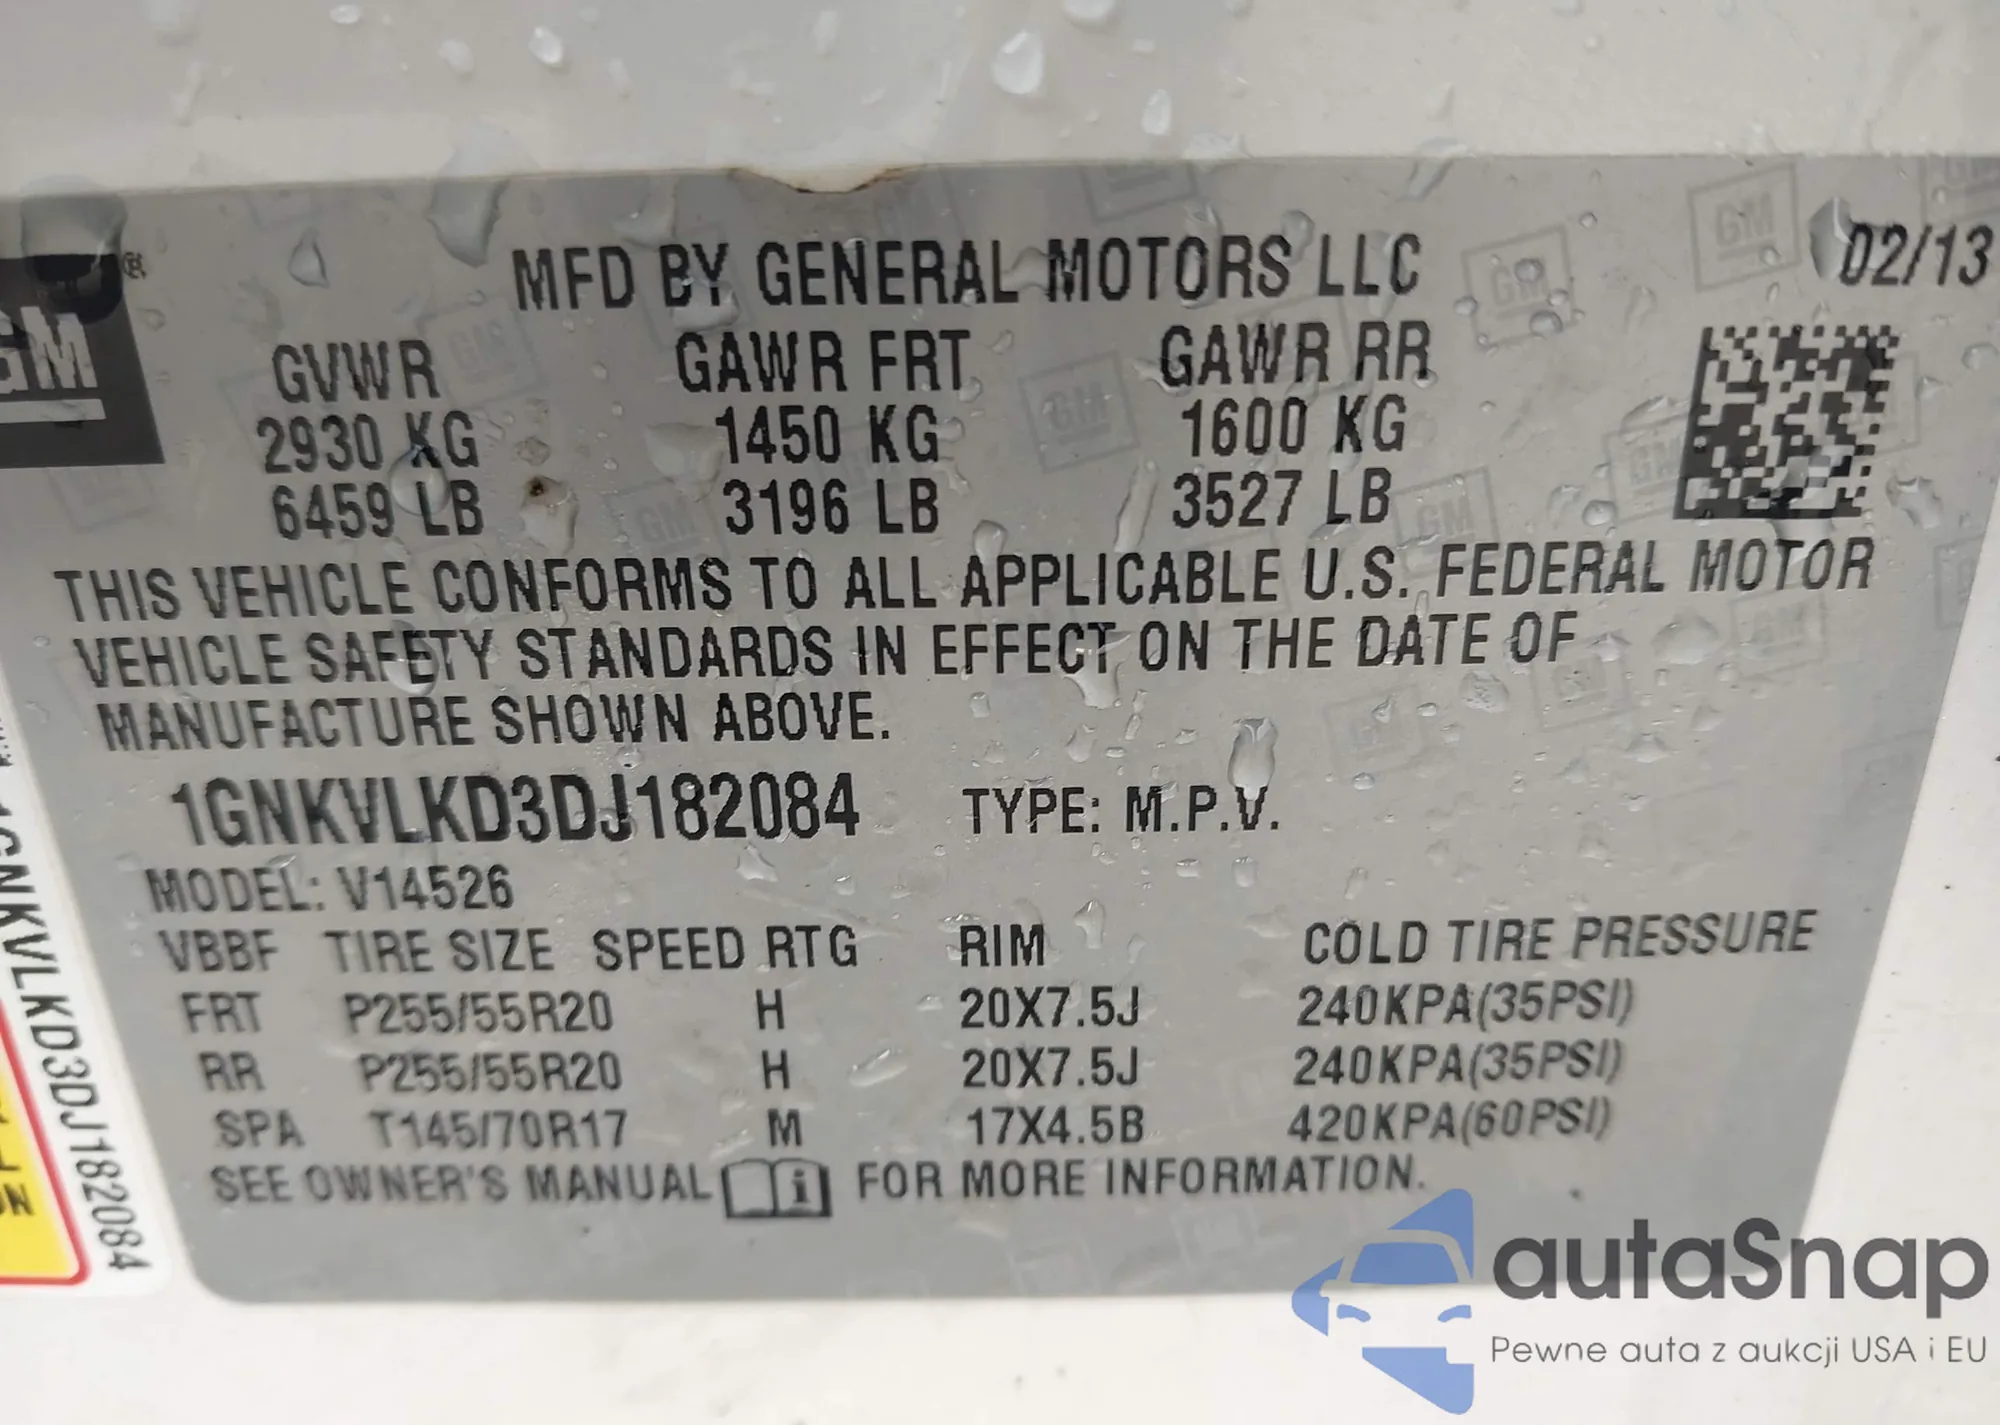 MFD BY GENERAL MOTORS LLC 02/13
GM
GVWR GAWR FRT GAWR RR
2930 KG 1450 KG 1600 KG
6459 LB 3196 LB 3527 LB
THIS VEHICLE CONFORMS TO ALL APPLICABLE U.S. FEDERAL MOTOR
VEHICLE SAFETY STANDARDS IN EFFECT ON THE DATE OF
MANUFACTURE SHOWN ABOVE.
1GNKVLKD3DJ182084 TYPE: M.P.V.
MODEL: V14526
VBBF TIRE SIZE SPEED RTG RIM COLD TIRE PRESSURE
FRT P255/55R20 H 20X7.5J 240KPA(35PSI)
RR P255/55R20 H 20X7.5J 240KPA(35PSI)
SPA T145/70R17 M 17X4.5B 420KPA(60PSI)
SEE OWNER'S MANUAL i FOR MORE INFORMATION.
1GNKVLKD3DJ182084
autaSnap
Pewne auta z aukcji USA i EU